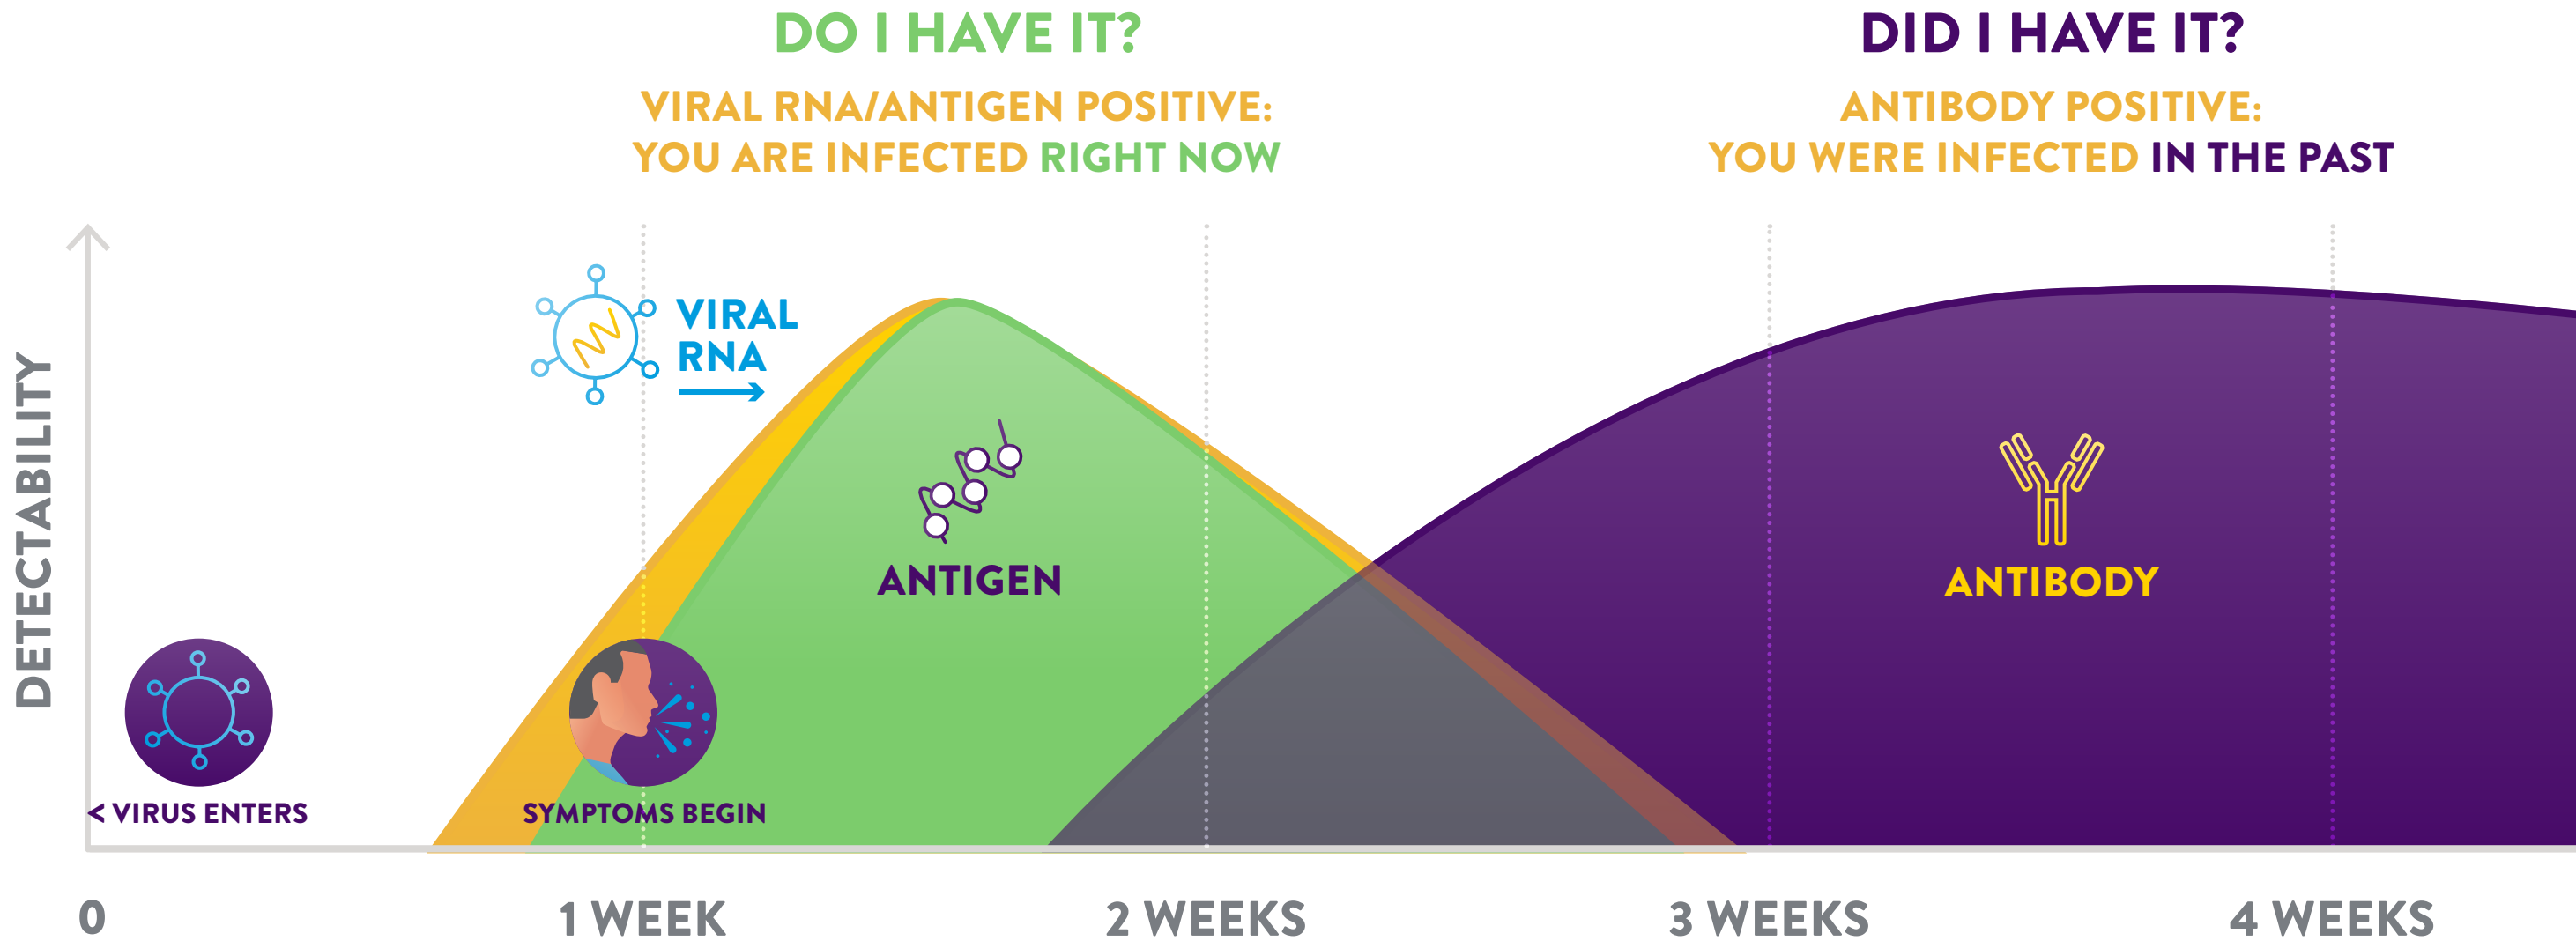 DO I HAVE IT?
VIRAL RNA/ANTIGEN POSITIVE:
YOU ARE INFECTED RIGHT NOW
DID I HAVE IT?
ANTIBODY POSITIVE:
YOU WERE INFECTED IN THE PAST
DETECTABILITY
VIRAL
RNA
ANTIGEN
ANTIBODY
< VIRUS ENTERS
SYMPTOMS BEGIN
0
1 WEEK
2 WEEKS
3 WEEKS
4 WEEKS